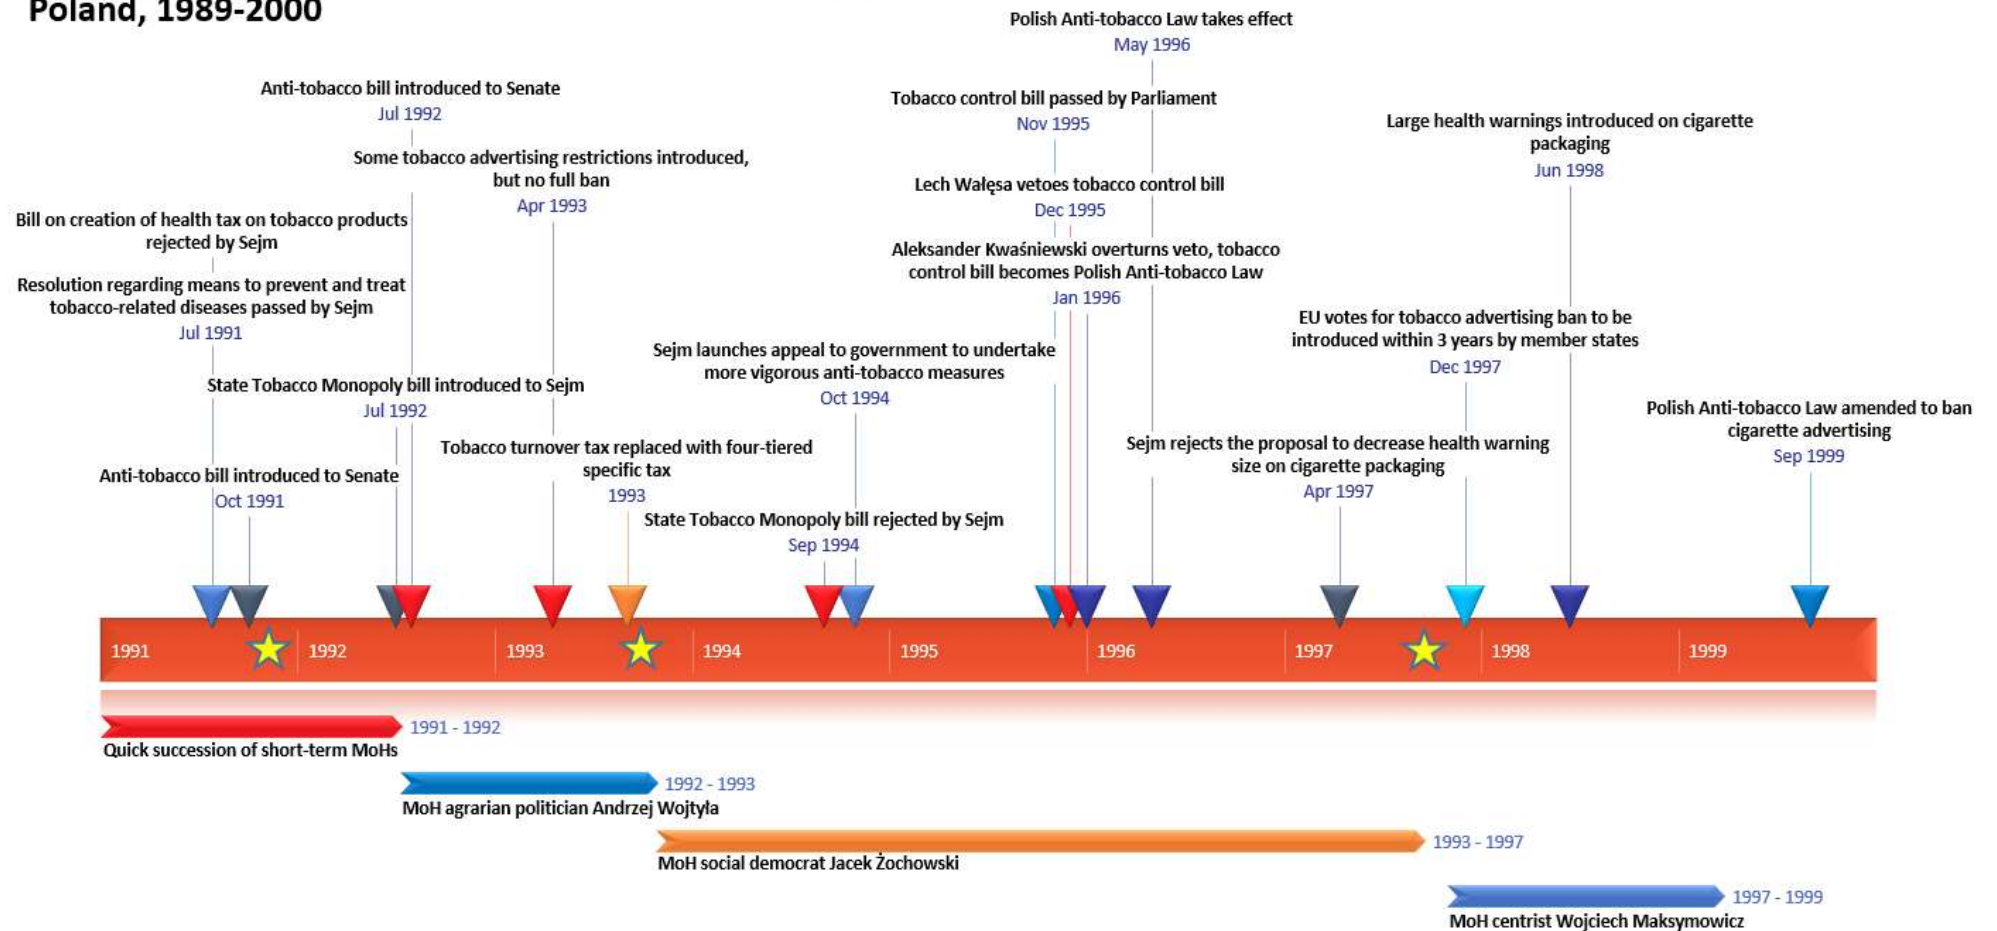 Poland, 1989-2000
Polish Anti-tobacco Law takes effect
May 1996
Anti-tobacco bill introduced to Senate
Jul 1992
Tobacco control bill passed by Parliament
Nov 1995
Large health warnings introduced on cigarette
packaging
Jun 1998
Some tobacco advertising restrictions introduced,
but no full ban
Apr 1993
Lech Wałęsa vetoes tobacco control bill
Dec 1995
Bill on creation of health tax on tobacco products
rejected by Sejm
Aleksander Kwaśniewski overturns veto, tobacco
control bill becomes Polish Anti-tobacco Law
Jan 1996
Resolution regarding means to prevent and treat
tobacco-related diseases passed by Sejm
Jul 1991
EU votes for tobacco advertising ban to be
introduced within 3 years by member states
Dec 1997
Sejm launches appeal to government to undertake
more vigorous anti-tobacco measures
Oct 1994
State Tobacco Monopoly bill introduced to Sejm
Jul 1992
Polish Anti-tobacco Law amended to ban
cigarette advertising
Sep 1999
Tobacco turnover tax replaced with four-tiered
specific tax
1993
Sejm rejects the proposal to decrease health warning
size on cigarette packaging
Apr 1997
Anti-tobacco bill introduced to Senate
Oct 1991
State Tobacco Monopoly bill rejected by Sejm
Sep 1994
1991 1992 1993 1994 1995 1996 1997 1998 1999
1991 - 1992
Quick succession of short-term MoHs
1992 - 1993
MoH agrarian politician Andrzej Wojtyła
1993 - 1997
MoH social democrat Jacek Żochowski
1997 - 1999
MoH centrist Wojciech Maksymowicz